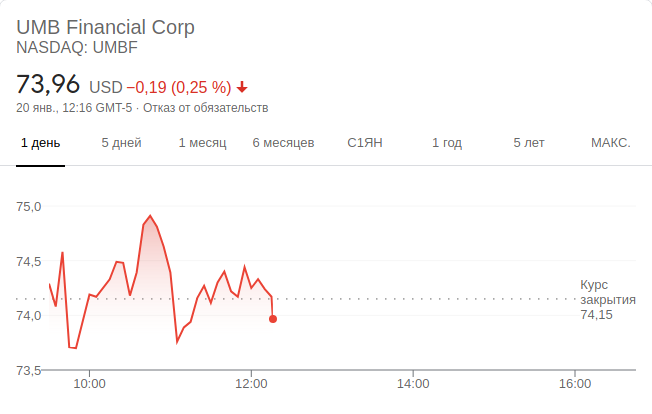 UMB Financial Corp
NASDAQ: UMBF
73,96 USD −0,19 (0,25 %)
20 янв., 12:16 GMT-5 · Отказ от обязательств
1 день 5 дней 1 месяц 6 месяцев С1ЯН 1 год 5 лет МАКС.
75,0
74,5
Курс
закрытия
74,15
74,0
73,5
10:00 12:00 14:00 16:00